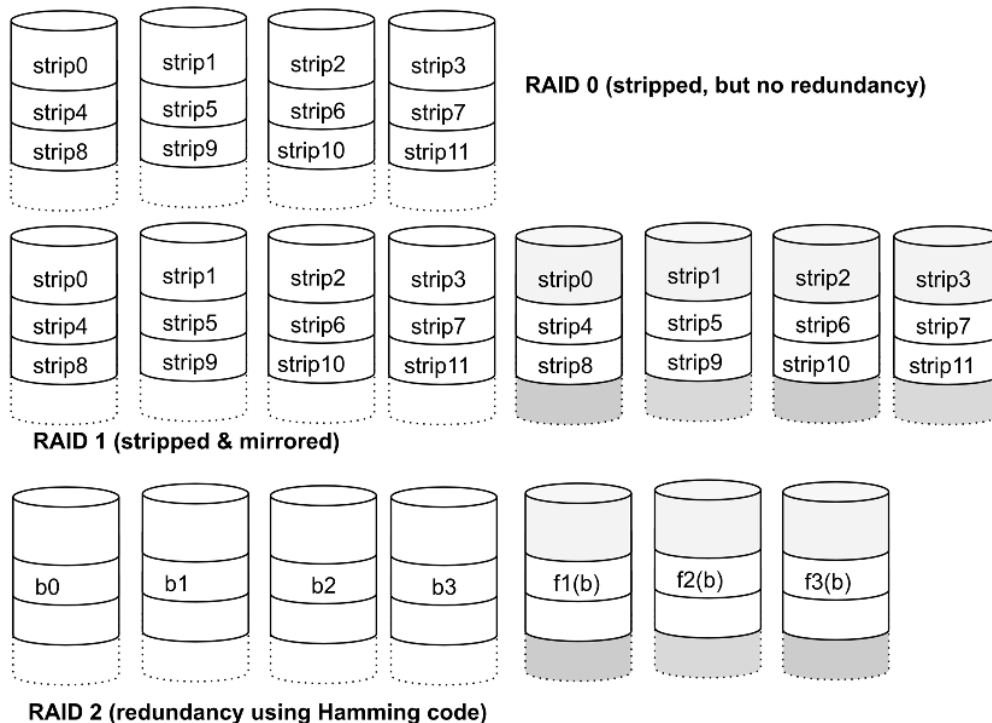 strip0 strip1 strip2 strip3
RAID 0 (stripped, but no redundancy)
strip4 strip5 strip6 strip7
strip8 strip9 strip10 strip11
strip0 strip1 strip2 strip3 strip0 strip1 strip2 strip3
strip4 strip5 strip6 strip7 strip4 strip5 strip6 strip7
strip8 strip9 strip10 strip11 strip8 strip9 strip10 strip11
RAID 1 (stripped & mirrored)
b0 b1 b2 b3 f1(b) f2(b) f3(b)
RAID 2 (redundancy using Hamming code)